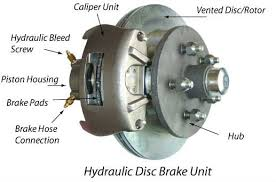 Caliper Unit
Vented Disc/Rotor
Hydraulic Bleed
Screw
Piston Housing
Brake Pads
Brake Hose
Connection
Hub
Hydraulic Disc Brake Unit